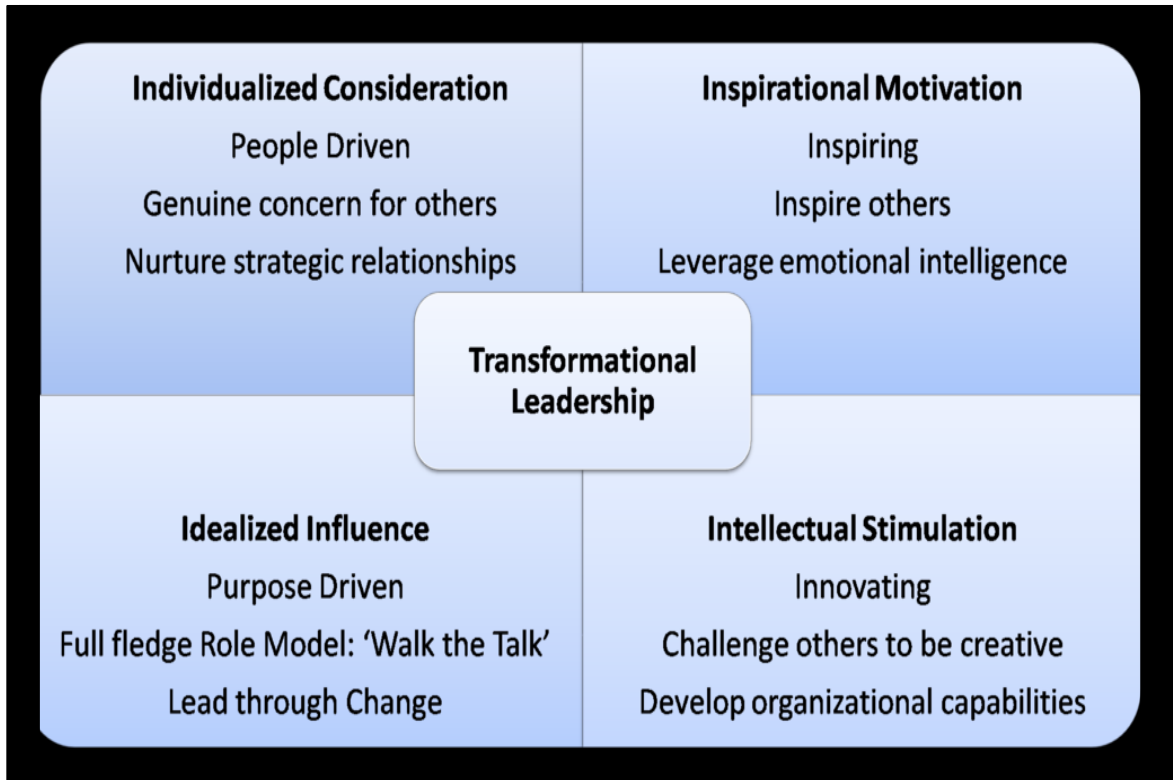 Individualized Consideration
People Driven
Genuine concern for others
Nurture strategic relationships
Inspirational Motivation
Inspiring
Inspire others
Leverage emotional intelligence
Transformational
Leadership
Idealized Influence
Purpose Driven
Full fledge Role Model: ‘Walk the Talk’
Lead through Change
Intellectual Stimulation
Innovating
Challenge others to be creative
Develop organizational capabilities